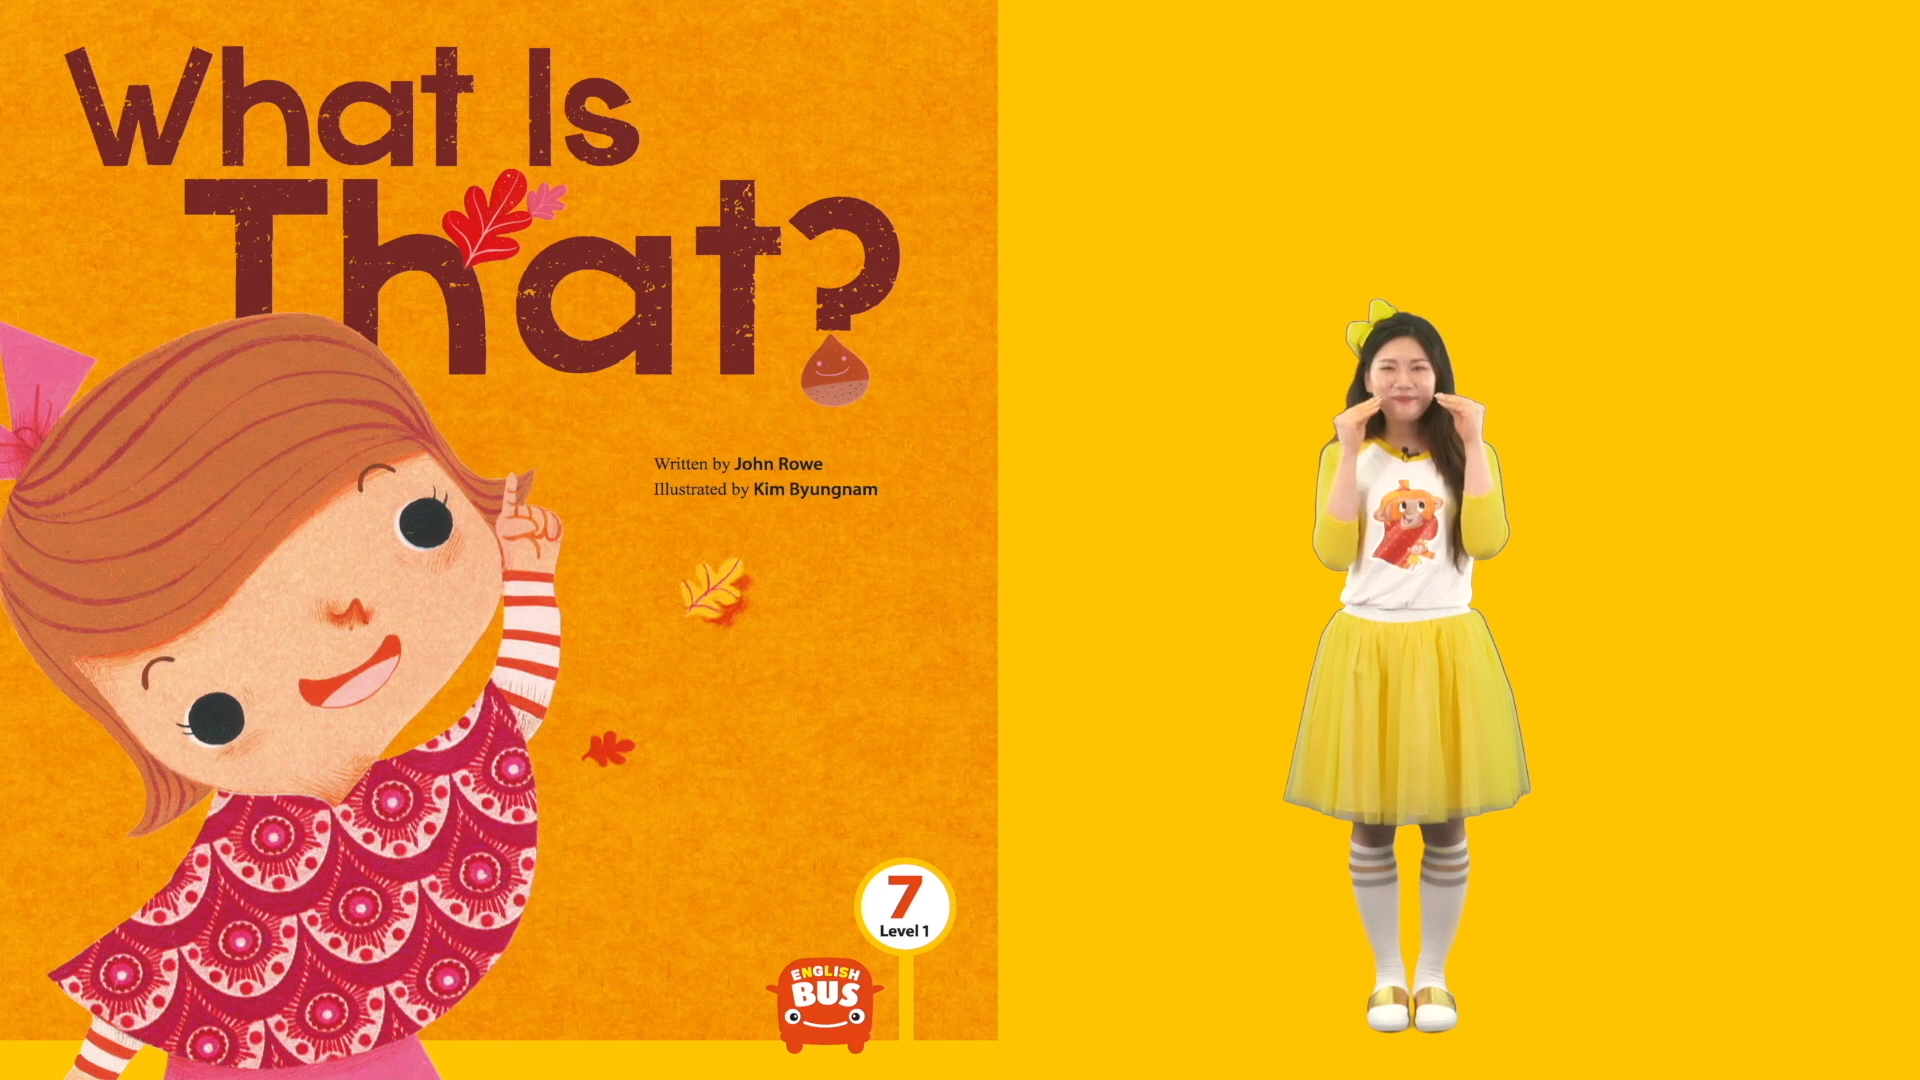 What Is
That?
Written by John Rowe
Illustrated by Kim Byungnam
7
Level 1
ENGLISH
BUS